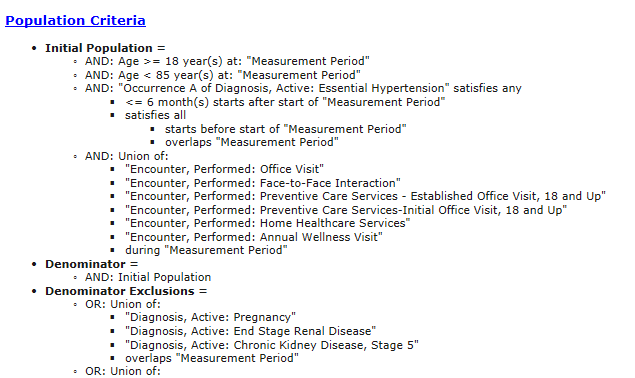 Population Criteria
• Initial Population =
◦ AND: Age >= 18 year(s) at: "Measurement Period"
◦ AND: Age < 85 year(s) at: "Measurement Period"
◦ AND: "Occurrence A of Diagnosis, Active: Essential Hypertension" satisfies any
▪ <= 6 month(s) starts after start of "Measurement Period"
▪ satisfies all
▪ starts before start of "Measurement Period"
▪ overlaps "Measurement Period"
◦ AND: Union of:
▪ "Encounter, Performed: Office Visit"
▪ "Encounter, Performed: Face-to-Face Interaction"
▪ "Encounter, Performed: Preventive Care Services - Established Office Visit, 18 and Up"
▪ "Encounter, Performed: Preventive Care Services-Initial Office Visit, 18 and Up"
▪ "Encounter, Performed: Home Healthcare Services"
▪ "Encounter, Performed: Annual Wellness Visit"
▪ during "Measurement Period"
• Denominator =
◦ AND: Initial Population
• Denominator Exclusions =
◦ OR: Union of:
▪ "Diagnosis, Active: Pregnancy"
▪ "Diagnosis, Active: End Stage Renal Disease"
▪ "Diagnosis, Active: Chronic Kidney Disease, Stage 5"
▪ overlaps "Measurement Period"
◦ OR: Union of: